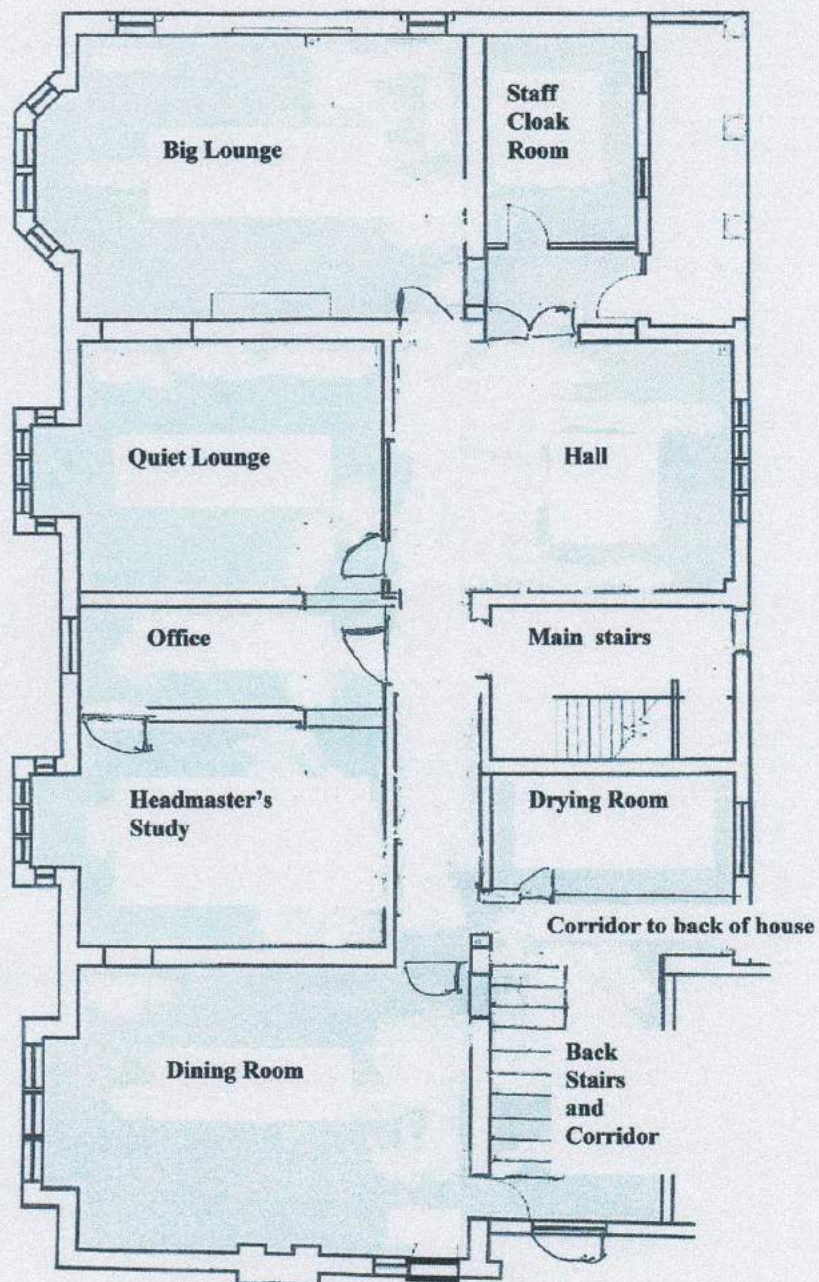 Staff
Cloak
Room
Big Lounge
Quiet Lounge
Hall
Office
Main stairs
Headmaster's
Study
Drying Room
Corridor to back of house
Dining Room
Back
Stairs
and
Corridor